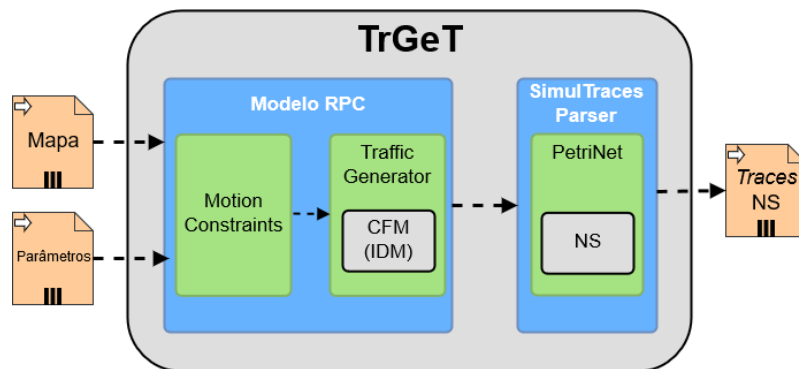 TrGeT
Mapa
Parâmetros
Modelo RPC
Motion
Constraints
Traffic
Generator
CFM
(IDM)
SimulTraces
Parser
PetriNet
NS
Traces
NS